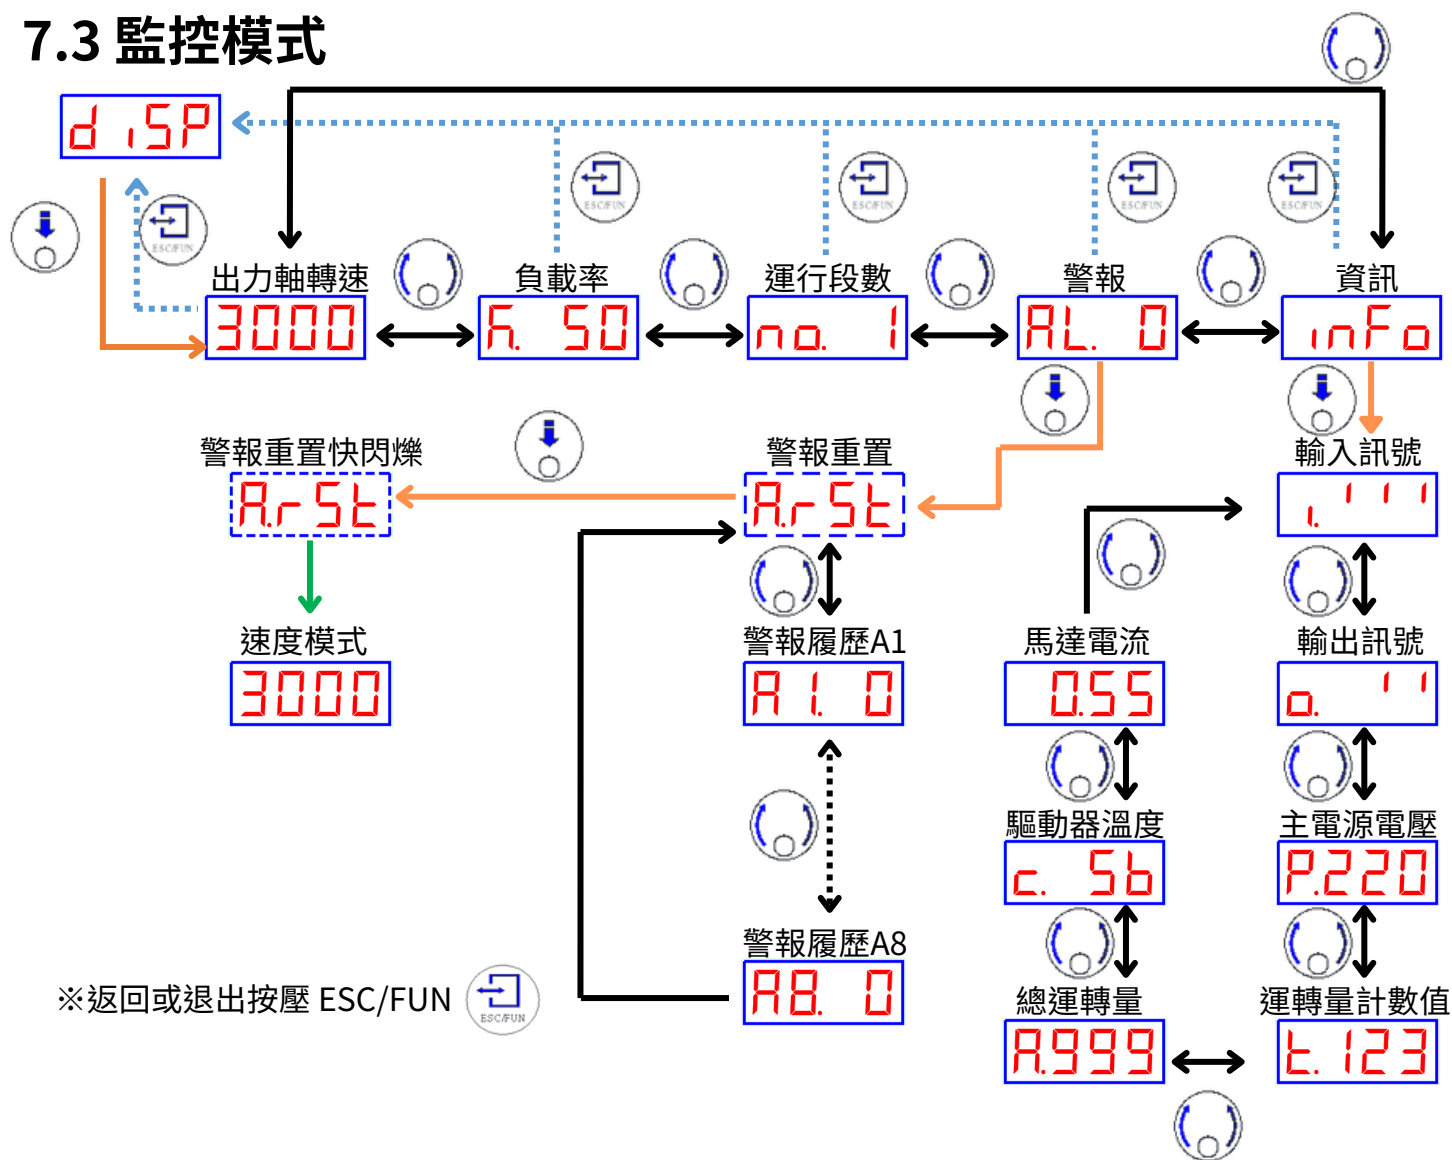 7.3 監控模式
diSP
ESC/FUN
ESC/FUN
ESC/FUN
ESC/FUN
ESC/FUN
出力軸轉速
負載率
運行段數
警報
資訊
3000
no. 1
AL. 0
inFo
警報重置快閃爍
警報重置
輸入訊號
A.rSt
A.rSt
速度模式
警報履歷A1
馬達電流
輸出訊號
3000
A1. 0
0.55
驅動器溫度
主電源電壓
P.220
警報履歷A8
※返回或退出按壓 ESC/FUN
ESC/FUN
A8. 0
總運轉量
運轉量計數值
A.999
t.123